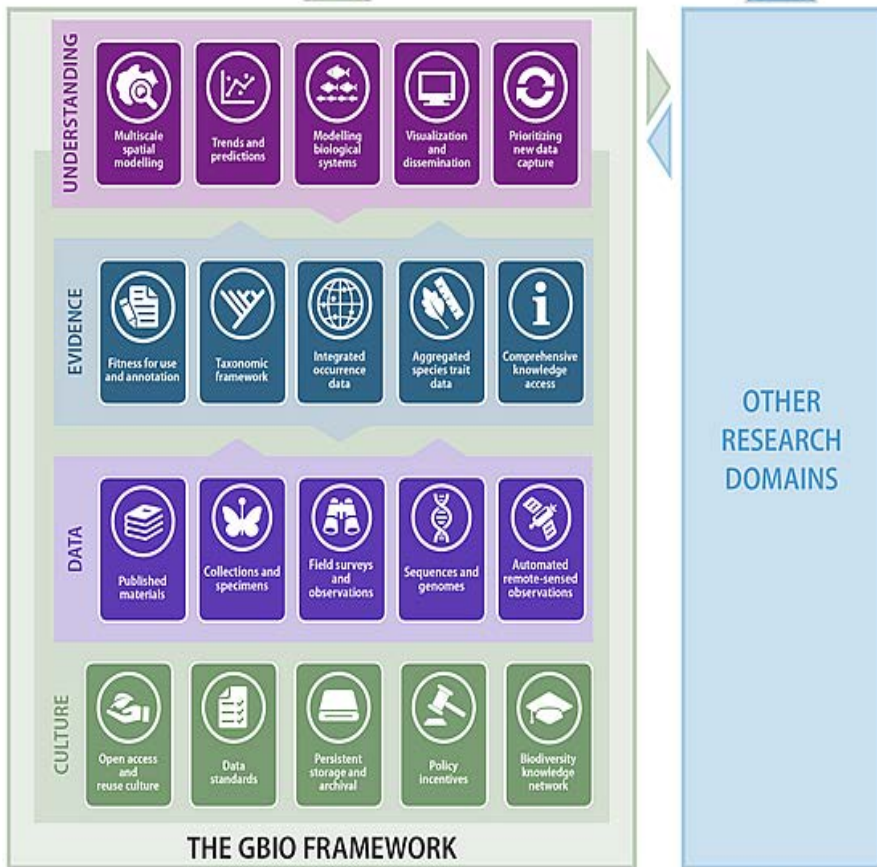 UNDERSTANDING
Multiscale
spatial
modelling
Trends and
predictions
Modelling
biological
systems
Visualization
and
dissemination
Prioritizing
new data
capture
EVIDENCE
Fitness for use
and annotation
Taxonomic
framework
Integrated
occurrence
data
Aggregated
species trait
data
Comprehensive
knowledge
access
DATA
Published
materials
Collections and
specimens
Field surveys
and
observations
Sequences and
genomes
Automated
remote-sensed
observations
CULTURE
Open access
and
reuse culture
Data
standards
Persistent
storage and
archival
Policy
incentives
Biodiversity
knowledge
network
THE GBIO FRAMEWORK
OTHER
RESEARCH
DOMAINS